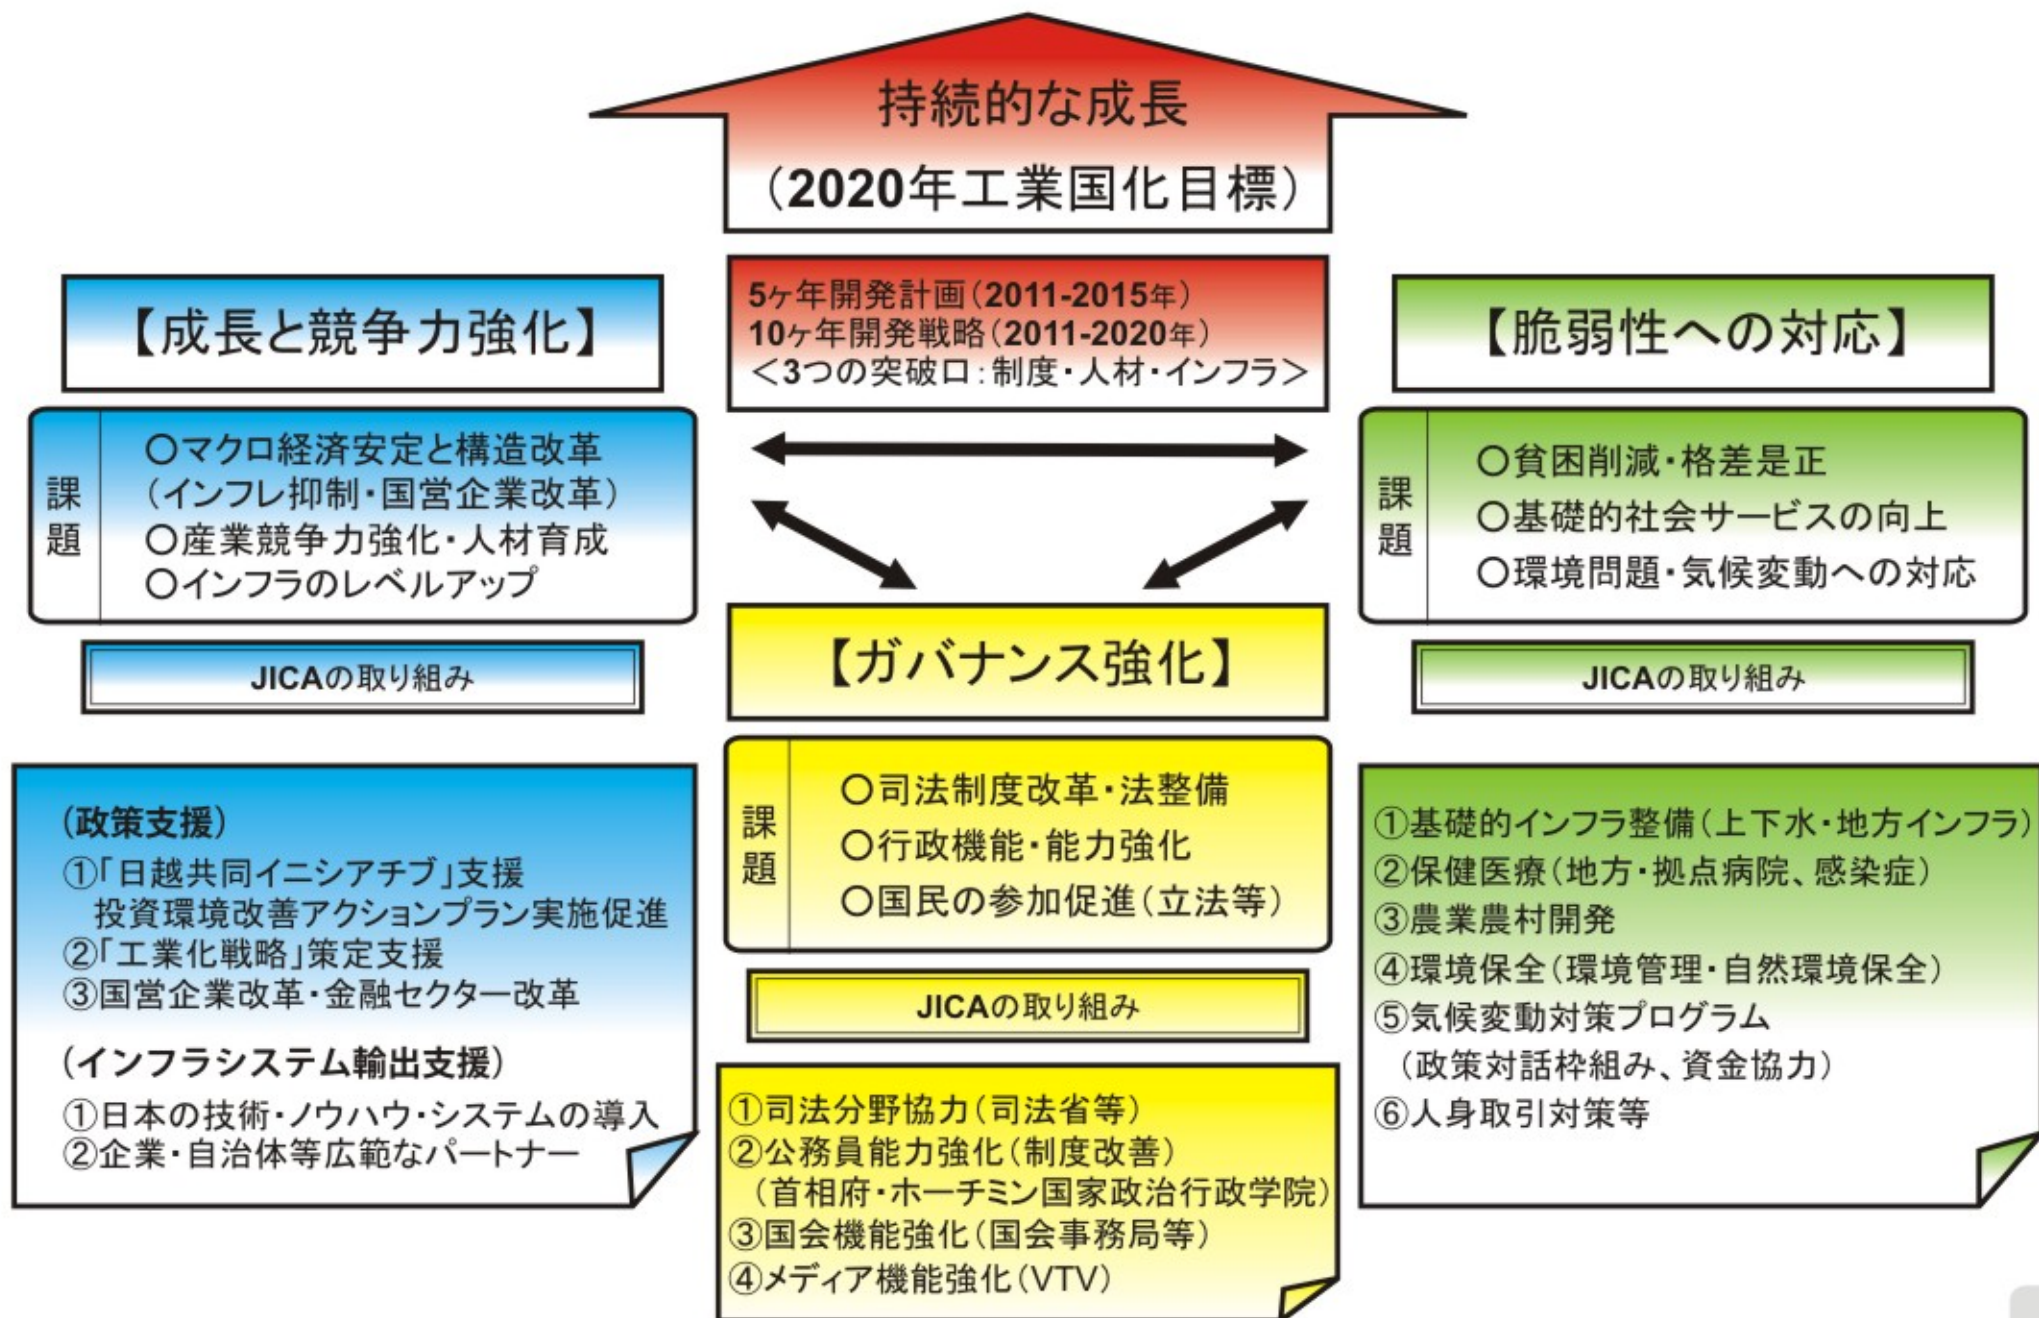 持続的な成長
（2020年工業国化目標）
5ヶ年開発計画（2011-2015年）
10ヶ年開発戦略（2011-2020年）
＜3つの突破口：制度・人材・インフラ＞
【成長と競争力強化】
課題
○マクロ経済安定と構造改革
（インフレ抑制・国営企業改革）
○産業競争力強化・人材育成
○インフラのレベルアップ
JICAの取り組み
（政策支援）
①「日越共同イニシアチブ」支援
投資環境改善アクションプラン実施促進
②「工業化戦略」策定支援
③国営企業改革・金融セクター改革
（インフラシステム輸出支援）
①日本の技術・ノウハウ・システムの導入
②企業・自治体等広範なパートナー
【ガバナンス強化】
課題
○司法制度改革・法整備
○行政機能・能力強化
○国民の参加促進（立法等）
JICAの取り組み
①司法分野協力（司法省等）
②公務員能力強化（制度改善）
（首相府・ホーチミン国家政治行政学院）
③国会機能強化（国会事務局等）
④メディア機能強化（VTV）
【脆弱性への対応】
課題
○貧困削減・格差是正
○基礎的社会サービスの向上
○環境問題・気候変動への対応
JICAの取り組み
①基礎的インフラ整備（上下水・地方インフラ）
②保健医療（地方・拠点病院、感染症）
③農業農村開発
④環境保全（環境管理・自然環境保全）
⑤気候変動対策プログラム
（政策対話枠組み、資金協力）
⑥人身取引対策等